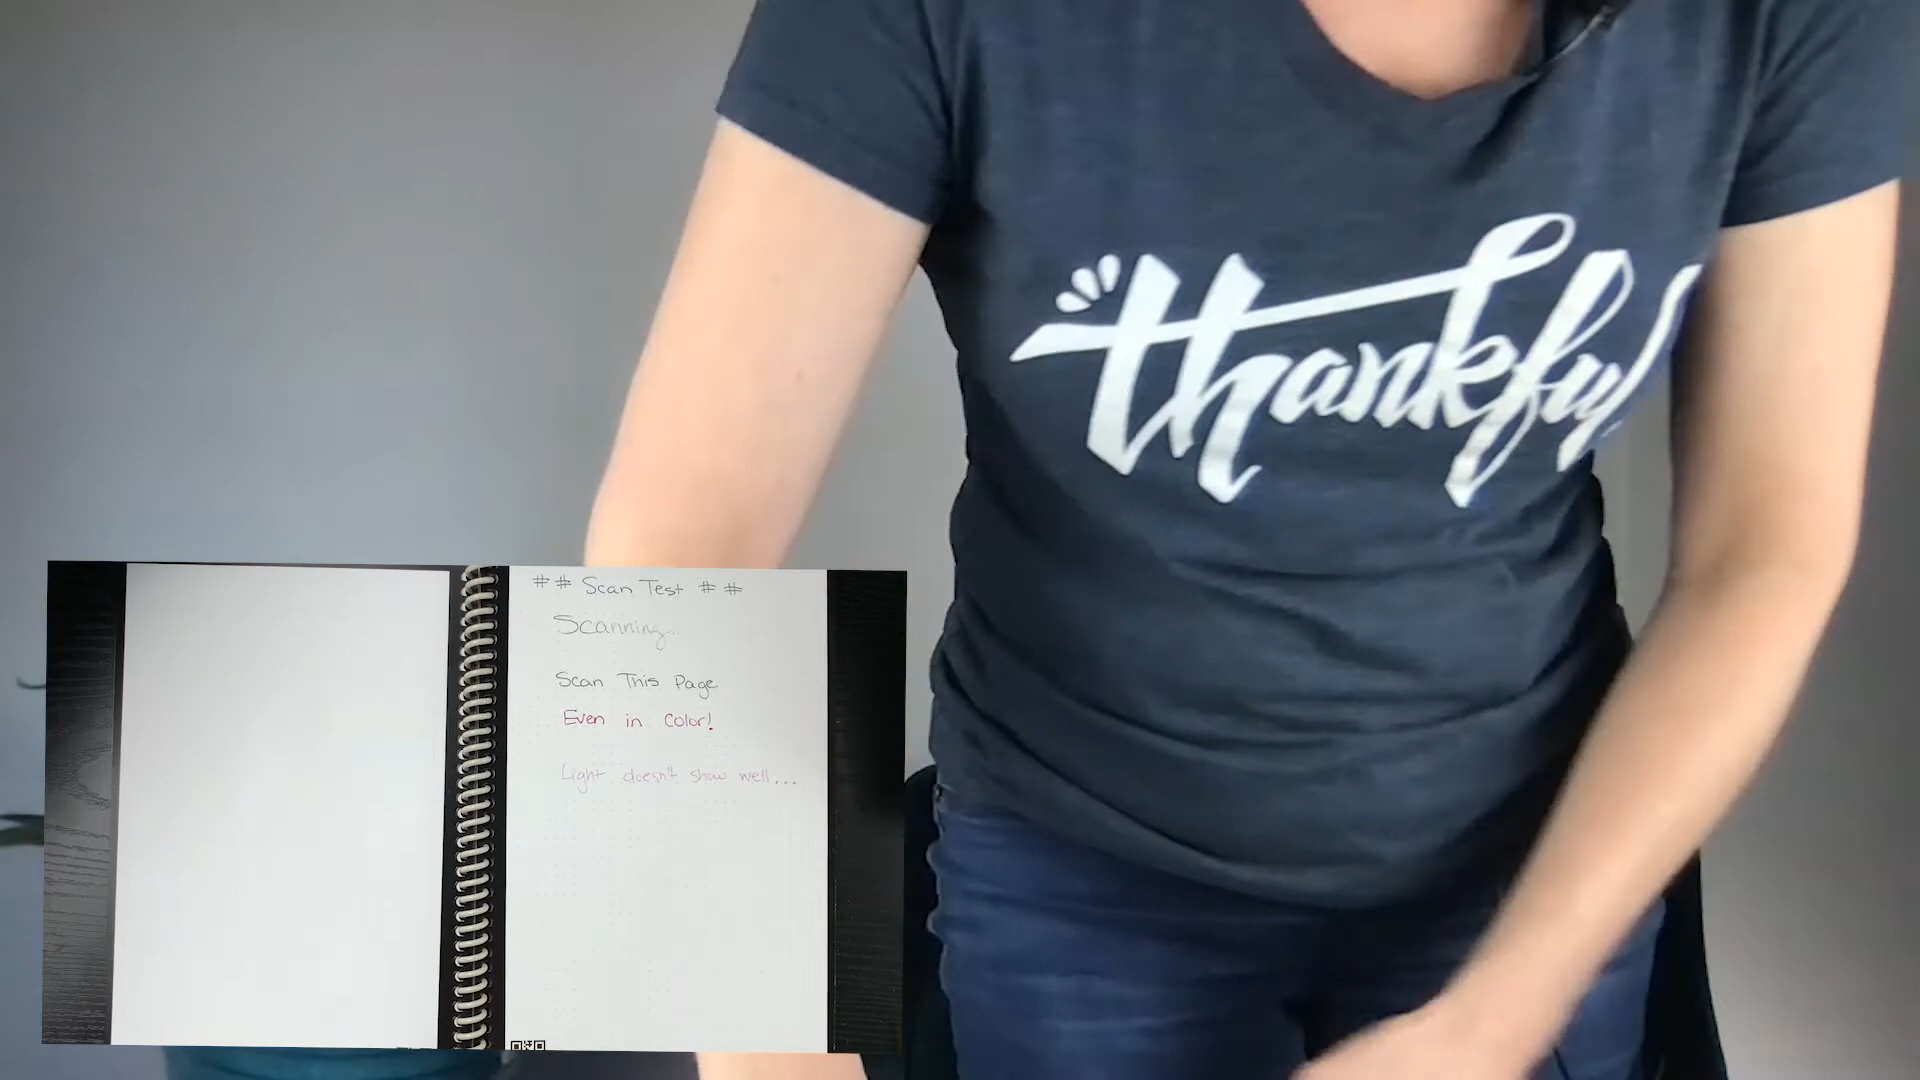 thankful
## Scan Test ##
Scanning...
Scan This Page
Even in Color!
Light doesn't show well...